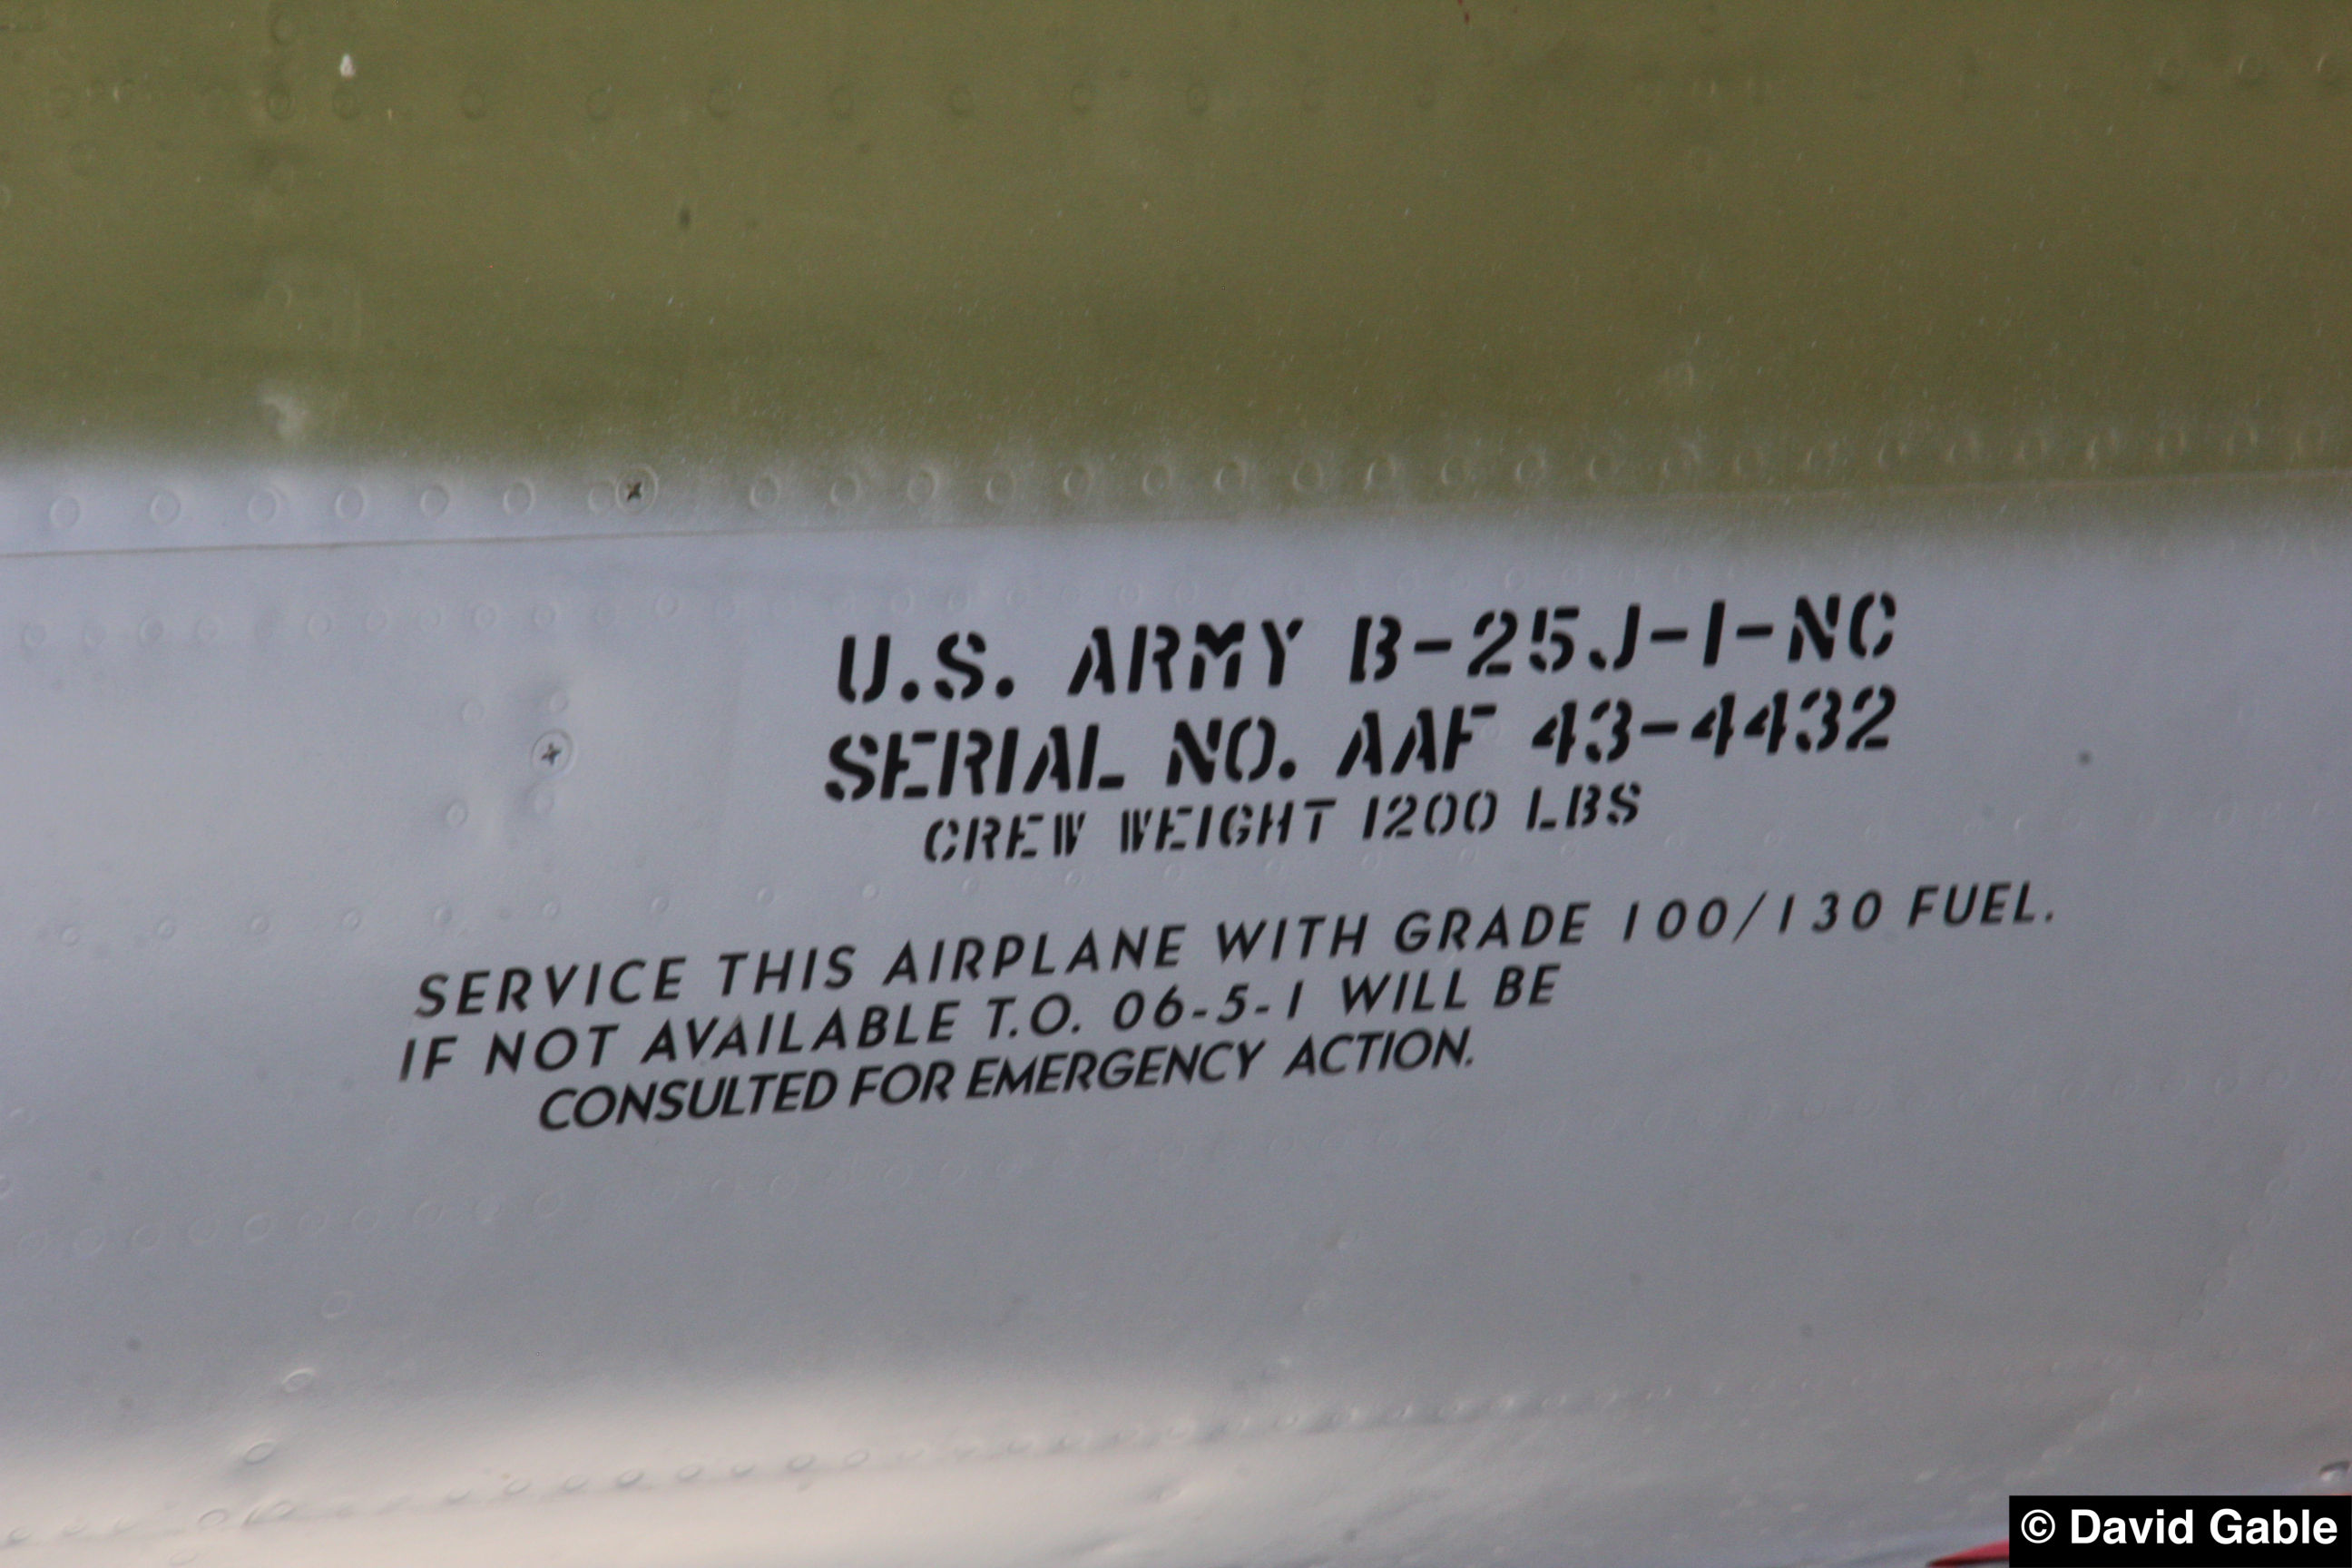 U.S. ARMY B-25J-1-NC
SERIAL NO. AAF 43-4432
CREW WEIGHT 1200 LBS
SERVICE THIS AIRPLANE WITH GRADE 100/130 FUEL.
IF NOT AVAILABLE T.O. 06-5-1 WILL BE
CONSULTED FOR EMERGENCY ACTION.
© David Gable